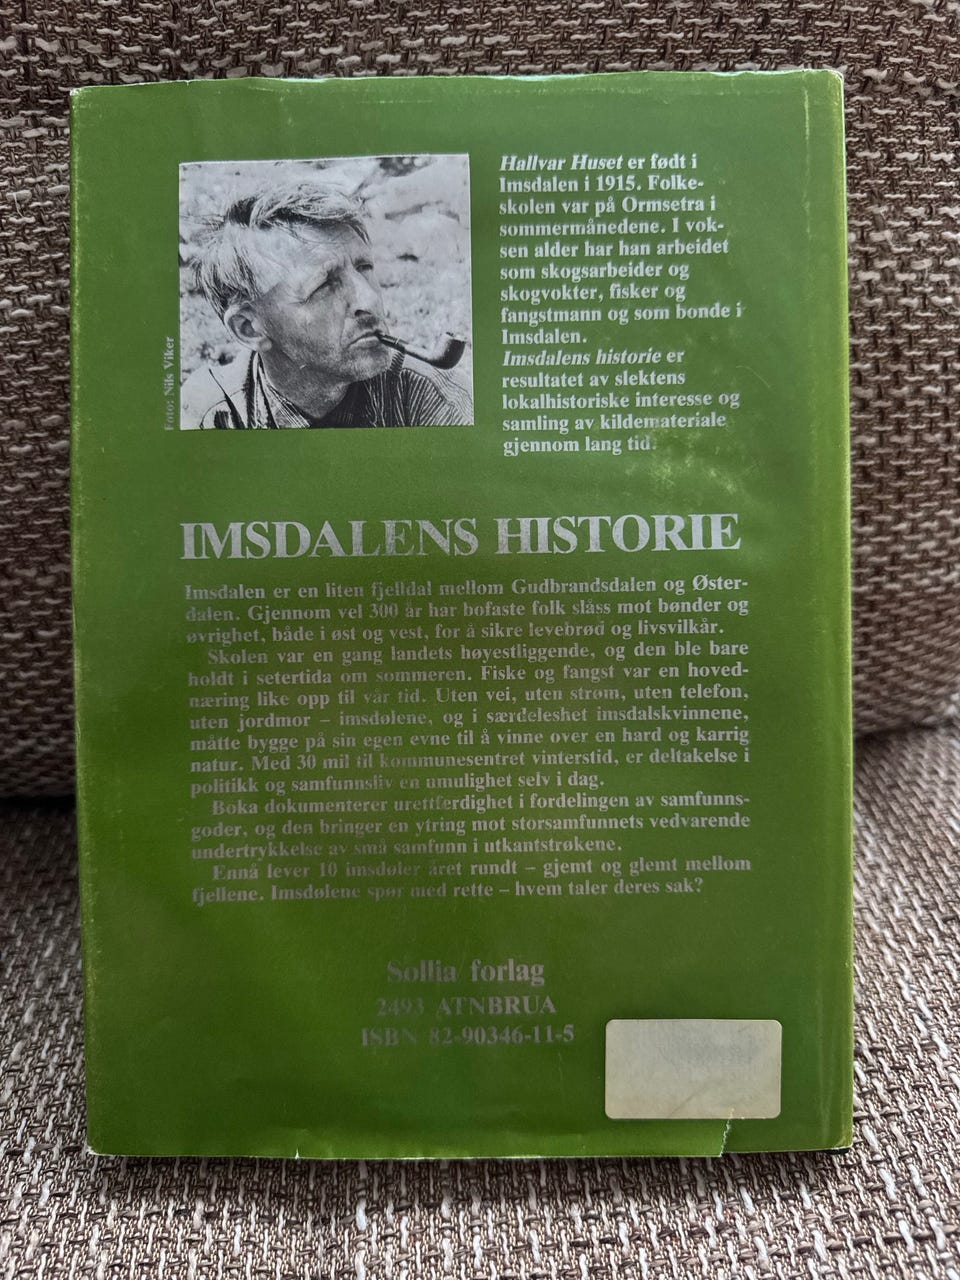 Hallvar Huset er født i
Imsdalen i 1915. Folke-
skolen var på Ormsetra i
sommermånedene. I vok-
sen alder har han arbeidet
som skogsarbeider og
skogvokter, fisker og
fangstmann og som bonde i
Imsdalen.
Imsdalens historie er
resultatet av slektens
lokalhistoriske interesse og
samling av kildemateriale
gjennom lang tid.
Foto: Nils Viker
IMSDALENS HISTORIE
Imsdalen er en liten fjelldal mellom Gudbrandsdalen og Øster-
dalen. Gjennom vel 300 år har bofaste folk slåss mot bønder og
øvrighet, både i øst og vest, for å sikre levebrød og livsvilkår.
Skolen var en gang landets høyestliggende, og den ble bare
holdt i setertida om sommeren. Fiske og fangst var en hoved-
næring like opp til vår tid. Uten vei, uten strøm, uten telefon,
uten jordmor – imsdølene, og i særdeleshet imsdalskvinnene,
måtte bygge på sin egen evne til å vinne over en hard og karrig
natur. Med 30 mil til kommunesentret vinterstid, er deltakelse i
politikk og samfunnsliv en umulighet selv i dag.
Boka dokumenterer urettferdighet i fordelingen av samfunns-
goder, og den bringer en ytring mot storsamfunnets vedvarende
undertrykkelse av små samfunn i utkantstrøkene.
Ennå lever 10 imsdøler året rundt – gjemt og glemt mellom
fjellene. Imsdølene spør med rette – hvem taler deres sak?
Sollia forlag
2493 ATNBRUA
ISBN 82-90346-11-5